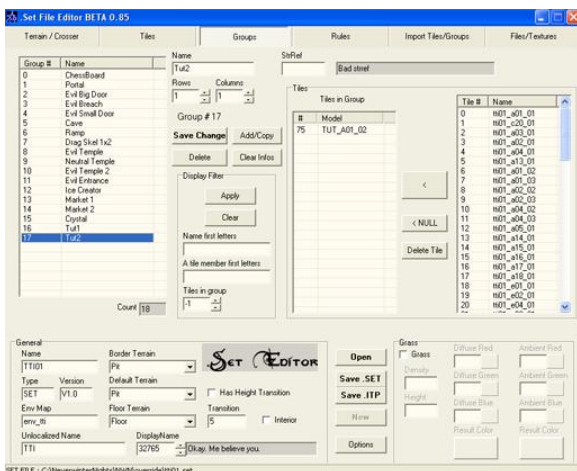 .Set File Editor BETA 0.85
Terrain / Crosser Tiles Groups Rules Import Tiles/Groups Files/Textures
Group # Name
0 ChessBoard
1 Portal
2 Evil Big Door
3 Evil Breach
4 Evil Small Door
5 Cave
6 Ramp
7 Drag Skel 1x2
8 Evil Temple
9 Neutral Temple
10 Evil Temple 2
11 Evil Entrance
12 Ice Creator
13 Market 1
14 Market 2
15 Crystal
16 Tut1
17 Tut2
Count 18
Name
Tut2
StrRef
Bad strref
Rows Columns
1 1
Group # 17
Save Change Add/Copy
Delete Clear Infos
Display Filter
Apply
Clear
Name first letters
A tile member first letters
Tiles in group
-1
Tiles
Tiles in Group
# Model
75 TUT_A01_02
<
< NULL
Delete Tile
Tile # Name
0 tti01_a01_01
1 tti01_c20_01
2 tti01_a03_01
3 tti01_a02_01
4 tti01_a04_01
5 tti01_a13_01
6 tti01_a01_02
7 tti01_a01_03
8 tti01_a02_02
9 tti01_a02_03
10 tti01_a04_02
11 tti01_a04_03
12 tti01_a05_01
13 tti01_a14_01
14 tti01_a15_01
15 tti01_a16_01
16 tti01_a17_01
17 tti01_a18_01
18 tti01_e01_01
19 tti01_e02_01
20 tti01_e04_01
General
Name Border Terrain
TTI01 Pit
Type Version Default Terrain
SET V1.0 Pit
Env Map Floor Terrain
env_tti Floor
Unlocalized Name DisplayName
TTI 32765 Okay. Me believe you.
.Set Editor
Has Height Transition
Transition
5 Interior
Open
Save .SET
Save .ITP
New
Options
Grass
Grass
Density
Height
Diffuse Red Ambient Red
Diffuse Green Ambient Green
Diffuse Blue Ambient Blue
Result Color Result Color